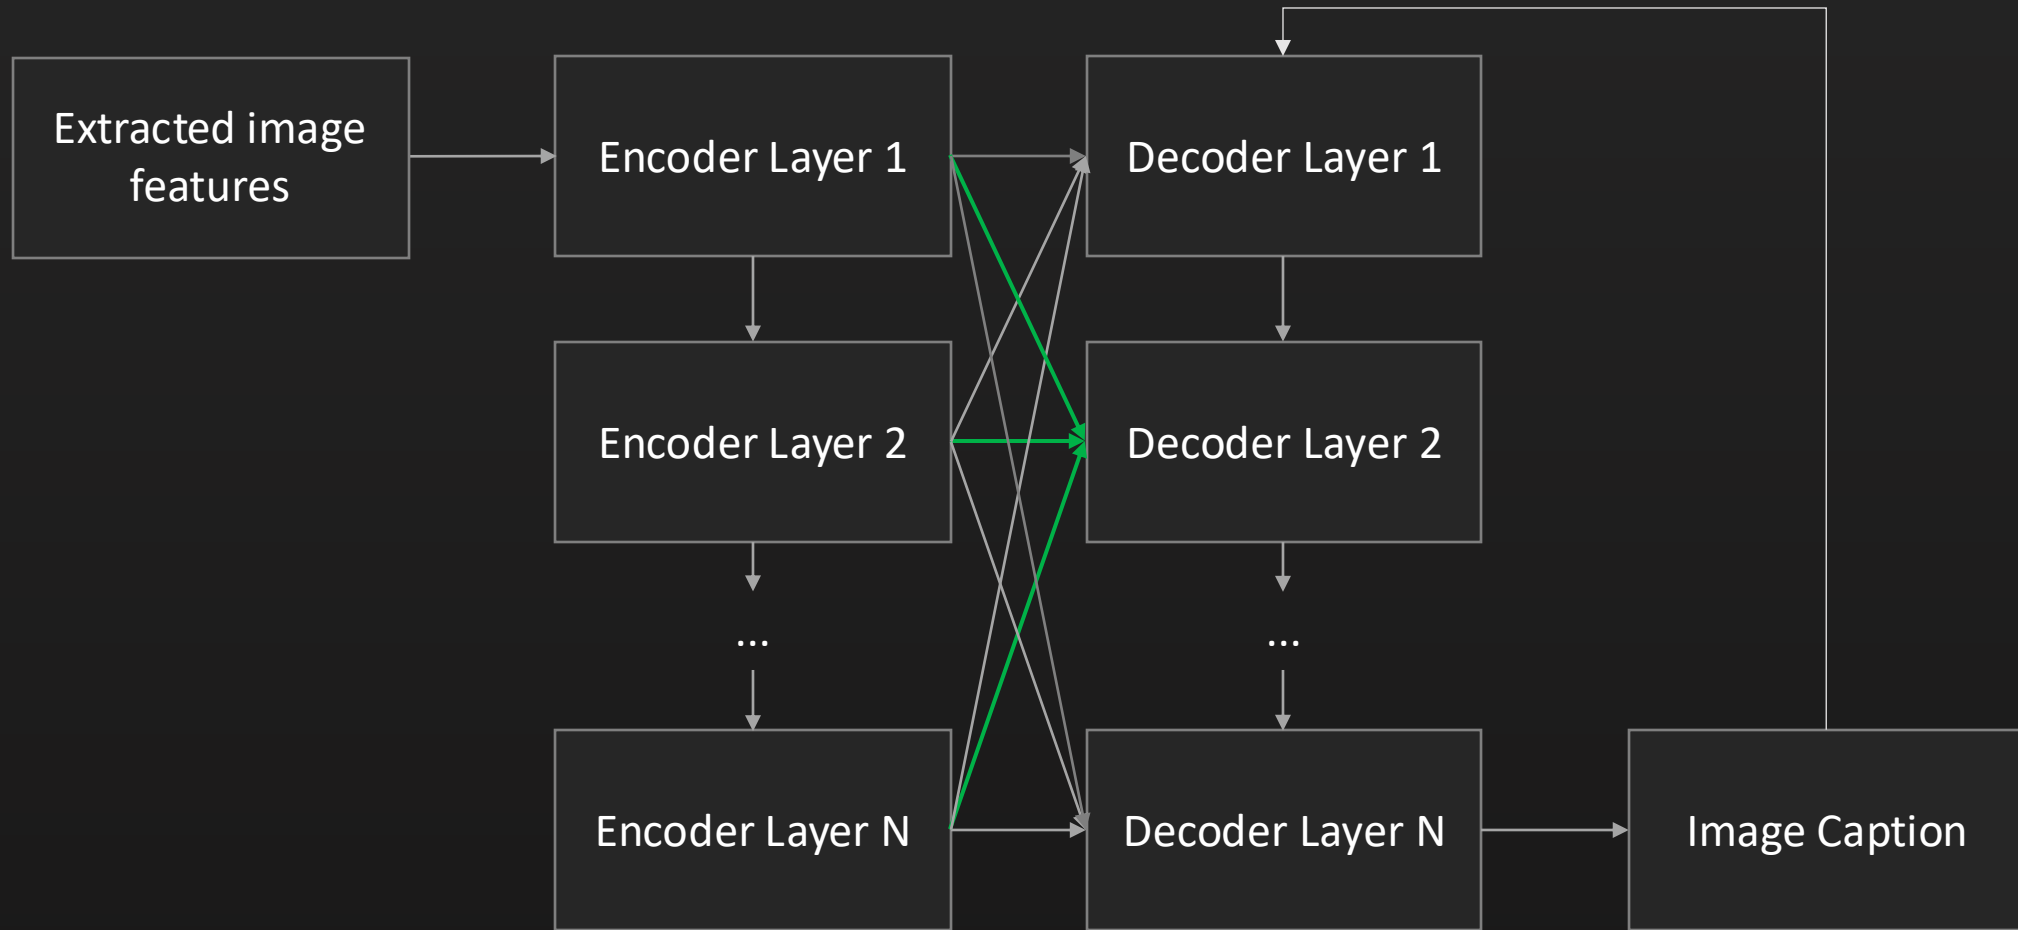 Extracted image
features
Encoder Layer 1
Decoder Layer 1
Encoder Layer 2
Decoder Layer 2
...
...
Encoder Layer N
Decoder Layer N
Image Caption